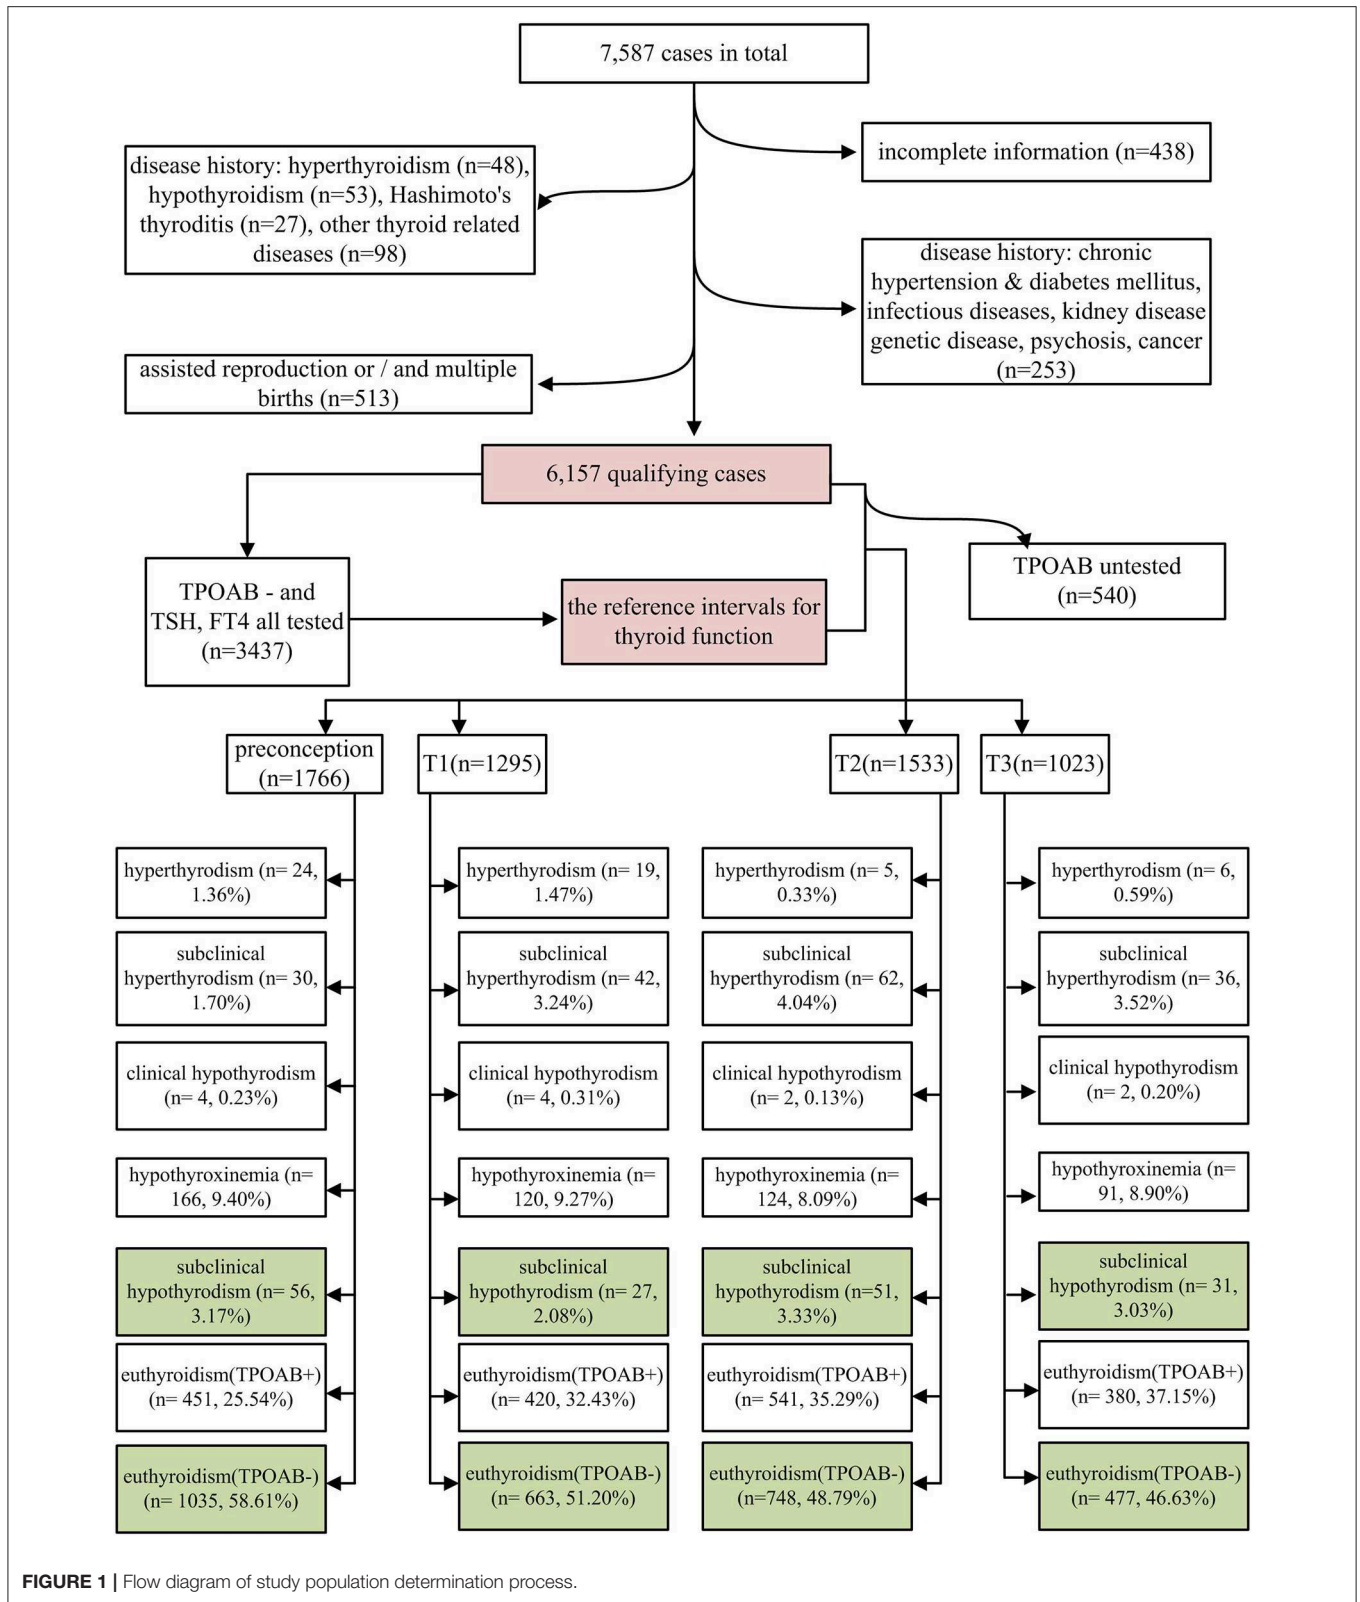 7,587 cases in total
incomplete information (n=438)
disease history: hyperthyroidism (n=48),
hypothyroidism (n=53), Hashimoto's
thyroditis (n=27), other thyroid related
diseases (n=98)
disease history: chronic
hypertension & diabetes mellitus,
infectious diseases, kidney disease
genetic disease, psychosis, cancer
(n=253)
assisted reproduction or / and multiple
births (n=513)
6,157 qualifying cases
TPOAB - and
TSH, FT4 all tested
(n=3437)
the reference intervals for
thyroid function
TPOAB untested
(n=540)
preconception
(n=1766)
T1(n=1295)
T2(n=1533)
T3(n=1023)
hyperthyrodism (n= 24,
1.36%)
hyperthyrodism (n= 19,
1.47%)
hyperthyrodism (n= 5,
0.33%)
hyperthyrodism (n= 6,
0.59%)
subclinical
hyperthyrodism (n= 30,
1.70%)
subclinical
hyperthyrodism (n= 42,
3.24%)
subclinical
hyperthyrodism (n= 62,
4.04%)
subclinical
hyperthyrodism (n= 36,
3.52%)
clinical hypothyrodism
(n= 4, 0.23%)
clinical hypothyrodism
(n= 4, 0.31%)
clinical hypothyrodism
(n= 2, 0.13%)
clinical hypothyrodism
(n= 2, 0.20%)
hypothyroxinemia (n=
166, 9.40%)
hypothyroxinemia (n=
120, 9.27%)
hypothyroxinemia (n=
124, 8.09%)
hypothyroxinemia (n=
91, 8.90%)
subclinical
hypothyrodism (n= 56,
3.17%)
subclinical
hypothyrodism (n= 27,
2.08%)
subclinical
hypothyrodism (n=51,
3.33%)
subclinical
hypothyrodism (n= 31,
3.03%)
euthyroidism(TPOAB+)
(n= 451, 25.54%)
euthyroidism(TPOAB+)
(n= 420, 32.43%)
euthyroidism(TPOAB+)
(n= 541, 35.29%)
euthyroidism(TPOAB+)
(n= 380, 37.15%)
euthyroidism(TPOAB-)
(n= 1035, 58.61%)
euthyroidism(TPOAB-)
(n= 663, 51.20%)
euthyroidism(TPOAB-)
(n=748, 48.79%)
euthyroidism(TPOAB-)
(n= 477, 46.63%)
FIGURE 1 | Flow diagram of study population determination process.